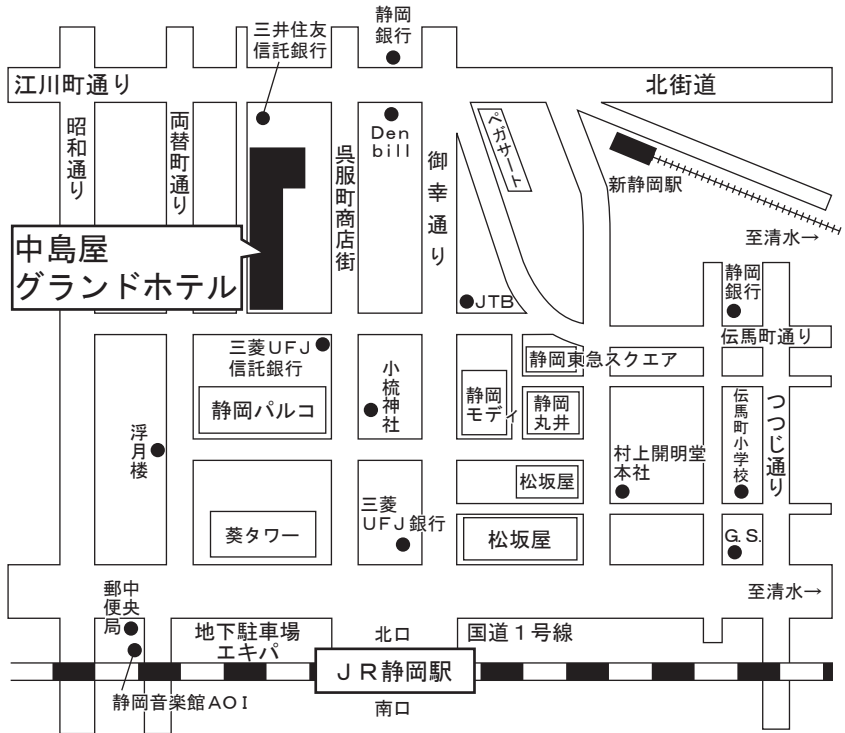 三井住友
信託銀行
静岡
銀行
江川町通り
北街道
昭和通り
両替町通り
呉服町商店街
Den
bill
御幸通り
ペガサート
新静岡駅
至清水→
中島屋
グランドホテル
静岡
銀行
JTB
伝馬町通り
三菱UFJ
信託銀行
静岡東急スクエア
小梳神社
静岡パルコ
静岡
モディ
静岡
丸井
伝馬町小学校
つつじ通り
浮月楼
村上開明堂
本社
松坂屋
三菱
UFJ銀行
葵タワー
松坂屋
G.S.
至清水→
中央
郵便局
地下駐車場
エキパ
北口
国道1号線
JR静岡駅
静岡音楽館AOI
南口